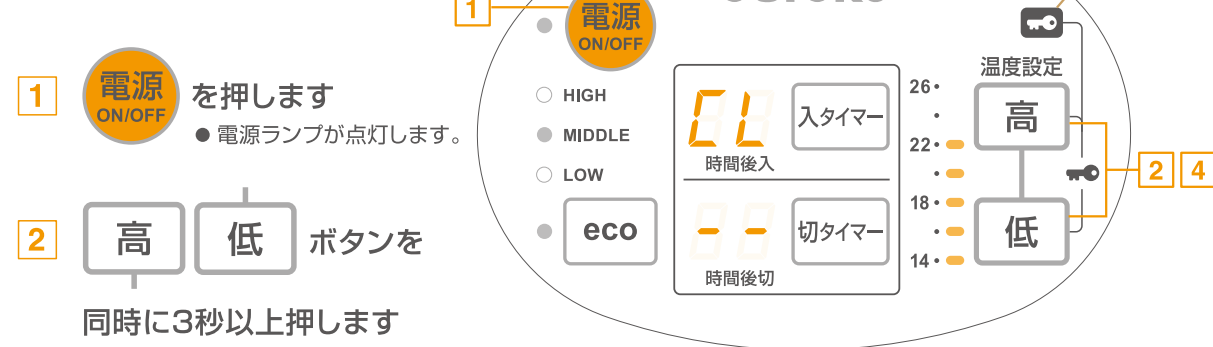 1
電源
ON/OFF
を押します
● 電源ランプが点灯します。
2
高
低
ボタンを
同時に3秒以上押します
1
電源
ON/OFF
HIGH
MIDDLE
LOW
eco
CL
入タイマー
時間後入
--
切タイマー
時間後切
26
22
18
14
温度設定
高
低
2 4